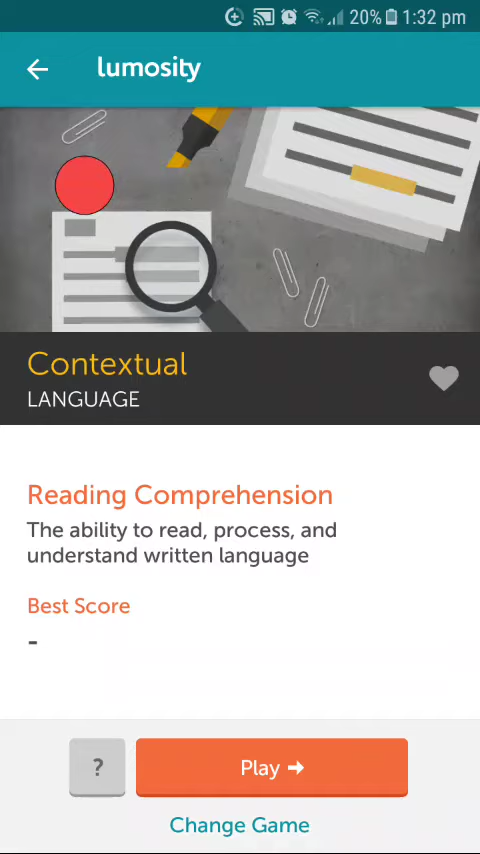 20% 1:32 pm
lumosity
Contextual
LANGUAGE
Reading Comprehension
The ability to read, process, and
understand written language
Best Score
-
?
Play
Change Game